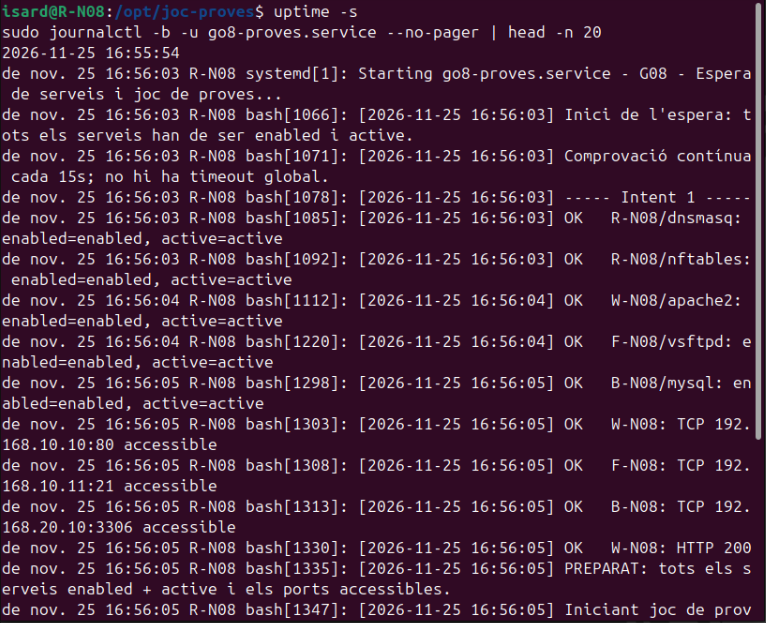 isard@R-N08:/opt/joc-proves$ uptime -s
sudo journalctl -b -u go8-proves.service --no-pager | head -n 20
2026-11-25 16:55:54
de nov. 25 16:56:03 R-N08 systemd[1]: Starting go8-proves.service - G08 - Espera
 de serveis i joc de proves...
de nov. 25 16:56:03 R-N08 bash[1066]: [2026-11-25 16:56:03] Inici de l'espera: t
ots els serveis han de ser enabled i active.
de nov. 25 16:56:03 R-N08 bash[1071]: [2026-11-25 16:56:03] Comprovació contínua
 cada 15s; no hi ha timeout global.
de nov. 25 16:56:03 R-N08 bash[1078]: [2026-11-25 16:56:03] ----- Intent 1 -----
de nov. 25 16:56:03 R-N08 bash[1085]: [2026-11-25 16:56:03] OK   R-N08/dnsmasq: 
enabled=enabled, active=active
de nov. 25 16:56:03 R-N08 bash[1092]: [2026-11-25 16:56:03] OK   R-N08/nftables:
 enabled=enabled, active=active
de nov. 25 16:56:04 R-N08 bash[1112]: [2026-11-25 16:56:04] OK   W-N08/apache2: 
enabled=enabled, active=active
de nov. 25 16:56:04 R-N08 bash[1220]: [2026-11-25 16:56:04] OK   F-N08/vsftpd: e
nabled=enabled, active=active
de nov. 25 16:56:05 R-N08 bash[1298]: [2026-11-25 16:56:05] OK   B-N08/mysql: en
abled=enabled, active=active
de nov. 25 16:56:05 R-N08 bash[1303]: [2026-11-25 16:56:05] OK   W-N08: TCP 192.
168.10.10:80 accessible
de nov. 25 16:56:05 R-N08 bash[1308]: [2026-11-25 16:56:05] OK   F-N08: TCP 192.
168.10.11:21 accessible
de nov. 25 16:56:05 R-N08 bash[1313]: [2026-11-25 16:56:05] OK   B-N08: TCP 192.
168.20.10:3306 accessible
de nov. 25 16:56:05 R-N08 bash[1330]: [2026-11-25 16:56:05] OK   W-N08: HTTP 200
de nov. 25 16:56:05 R-N08 bash[1335]: [2026-11-25 16:56:05] PREPARAT: tots els s
erveis enabled + active i els ports accessibles.
de nov. 25 16:56:05 R-N08 bash[1347]: [2026-11-25 16:56:05] Iniciant joc de prov